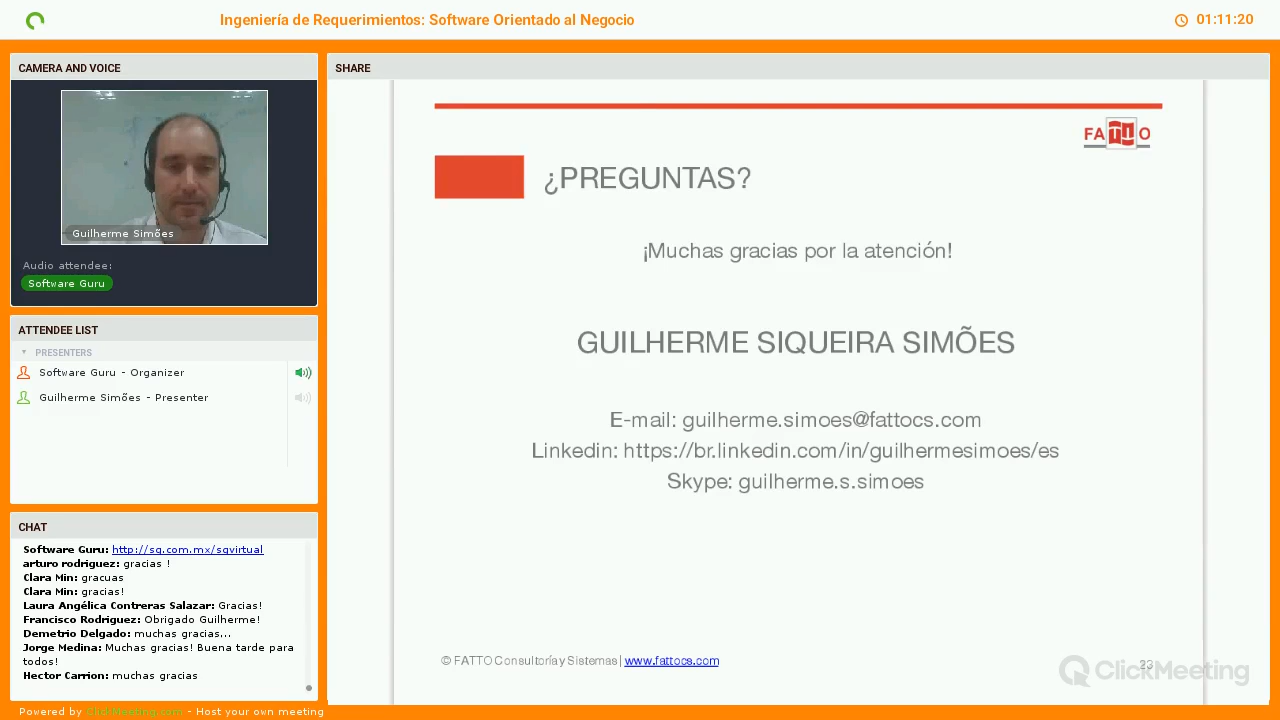 Ingeniería de Requerimientos: Software Orientado al Negocio
01:11:20
CAMERA AND VOICE
Guilherme Simões
Audio attendee:
Software Guru
ATTENDEE LIST
PRESENTERS
Software Guru - Organizer
Guilherme Simões - Presenter
CHAT
Software Guru: http://sg.com.mx/sgvirtual
arturo rodriguez: gracias !
Clara Min: gracuas
Clara Min: gracias!
Laura Angélica Contreras Salazar: Gracias!
Francisco Rodriguez: Obrigado Guilherme!
Demetrio Delgado: muchas gracias...
Jorge Medina: Muchas gracias! Buena tarde para
todos!
Hector Carrion: muchas gracias
Powered by ClickMeeting.com - Host your own meeting
SHARE
FATTO
¿PREGUNTAS?
¡Muchas gracias por la atención!
GUILHERME SIQUEIRA SIMÕES
E-mail: guilherme.simoes@fattocs.com
Linkedin: https://br.linkedin.com/in/guilhermesimoes/es
Skype: guilherme.s.simoes
© FATTO Consultoría y Sistemas | www.fattocs.com
23
ClickMeeting